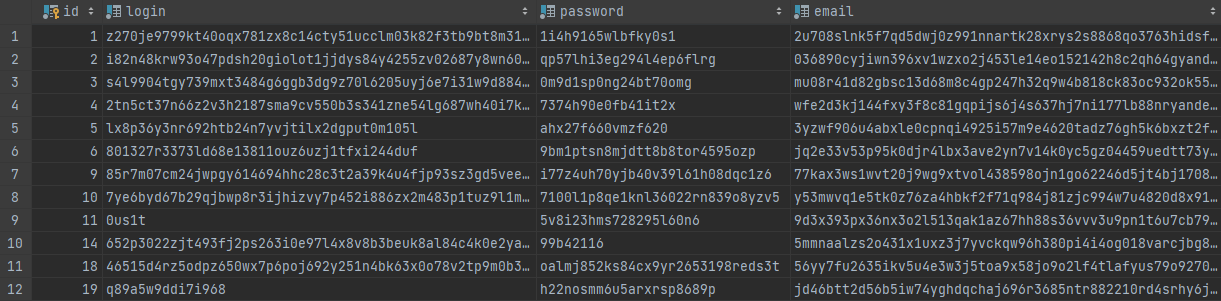 id login password email
1 1 z270je9799kt40oqx781zx8c14cty51ucclm03k82f3tb9bt8m31… 1i4h9165wlbfky0s1 2u708slnk5f7qd5dwj0z991nnartk28xrys2s8868qo3763hidsf…
2 2 i82n48krw93o47pdsh20giolot1jjdys84y4255zv02687y8wn60… qp57lhi3eg294l4ep6flrg 036890cyjiwn396xv1wzxo2j453le14eo152142h8c2qh64gyand…
3 3 s4l9904tgy739mxt3484g6ggb3dg9z70l6205uyj6e7i31w9d884… 0m9d1sp0ng24bt70omg mu08r41d82gbsc13d68m8c4gp247h32q9w4b818ck83oc932ok55…
4 4 2tn5ct37n66z2v3h2187sma9cv550b3s341zne54lg687wh40i7k… 7374h90e0fb41it2x wfe2d3kj144fxy3f8c81gqpijs6j4s637hj7ni177lb88nryande…
5 5 lx8p36y3nr692htb24n7yvjtilx2dgput0m105l ahx27f660vmzf620 3yzwf906u4abxle0cpnqi4925i57m9e4620tadz76gh5k6bxzt2f…
6 6 801327r3373ld68e13811ouz6uzj1tfxi244duf 9bm1ptsn8mjdtt8b8tor4595ozp jq2e33v53p95k0djr4lbx3ave2yn7v14k0yc5gz04459uedtt73y…
7 9 85r7m07cm24jwpgy614694hhc28c3t2a39k4u4fjp93sz3gd5vee… i77z4uh70yjb40v39l61h08dqc1z6 77kax3ws1wvt20j9wg9xtvol438598ojn1go62246d5jt4bj1708…
8 10 7ye6byd67b29qjbwp8r3ijhizvy7p452i886zx2m483p1tuz9l1m… 7100l1p8qe1knl36022rn839o8yzv5 y53mwvq1e5tk0z76za4hbkf2f71q984j81zjc994w7u4820d8x91…
9 11 0us1t 5v8i23hms728295l60n6 9d3x393px36nx3o2l513qak1az67hh88s36vvv3u9pn1t6u7cb79…
10 14 652p3022zjt493fj2ps263i0e97l4x8v8b3beuk8al84c4k0e2ya… 99b42116 5mmnaalzs2o431x1uxz3j7yvckqw96h380pi4i4og018varcjbg8…
11 18 46515d4rz5odpz650wx7p6poj692y251n4bk63x0o78v2tp9m0b3… oalmj852ks84cx9yr2653198reds3t 56yy7fu2635ikv5u4e3w3j5toa9x58jo9o2lf4tlafyus79o9270…
12 19 q89a5w9ddi7i968 h22nosmm6u5arxrsp8689p jd46btt2d56b5iw74yghdqchaj696r3685ntr882210rd4srhy6j…